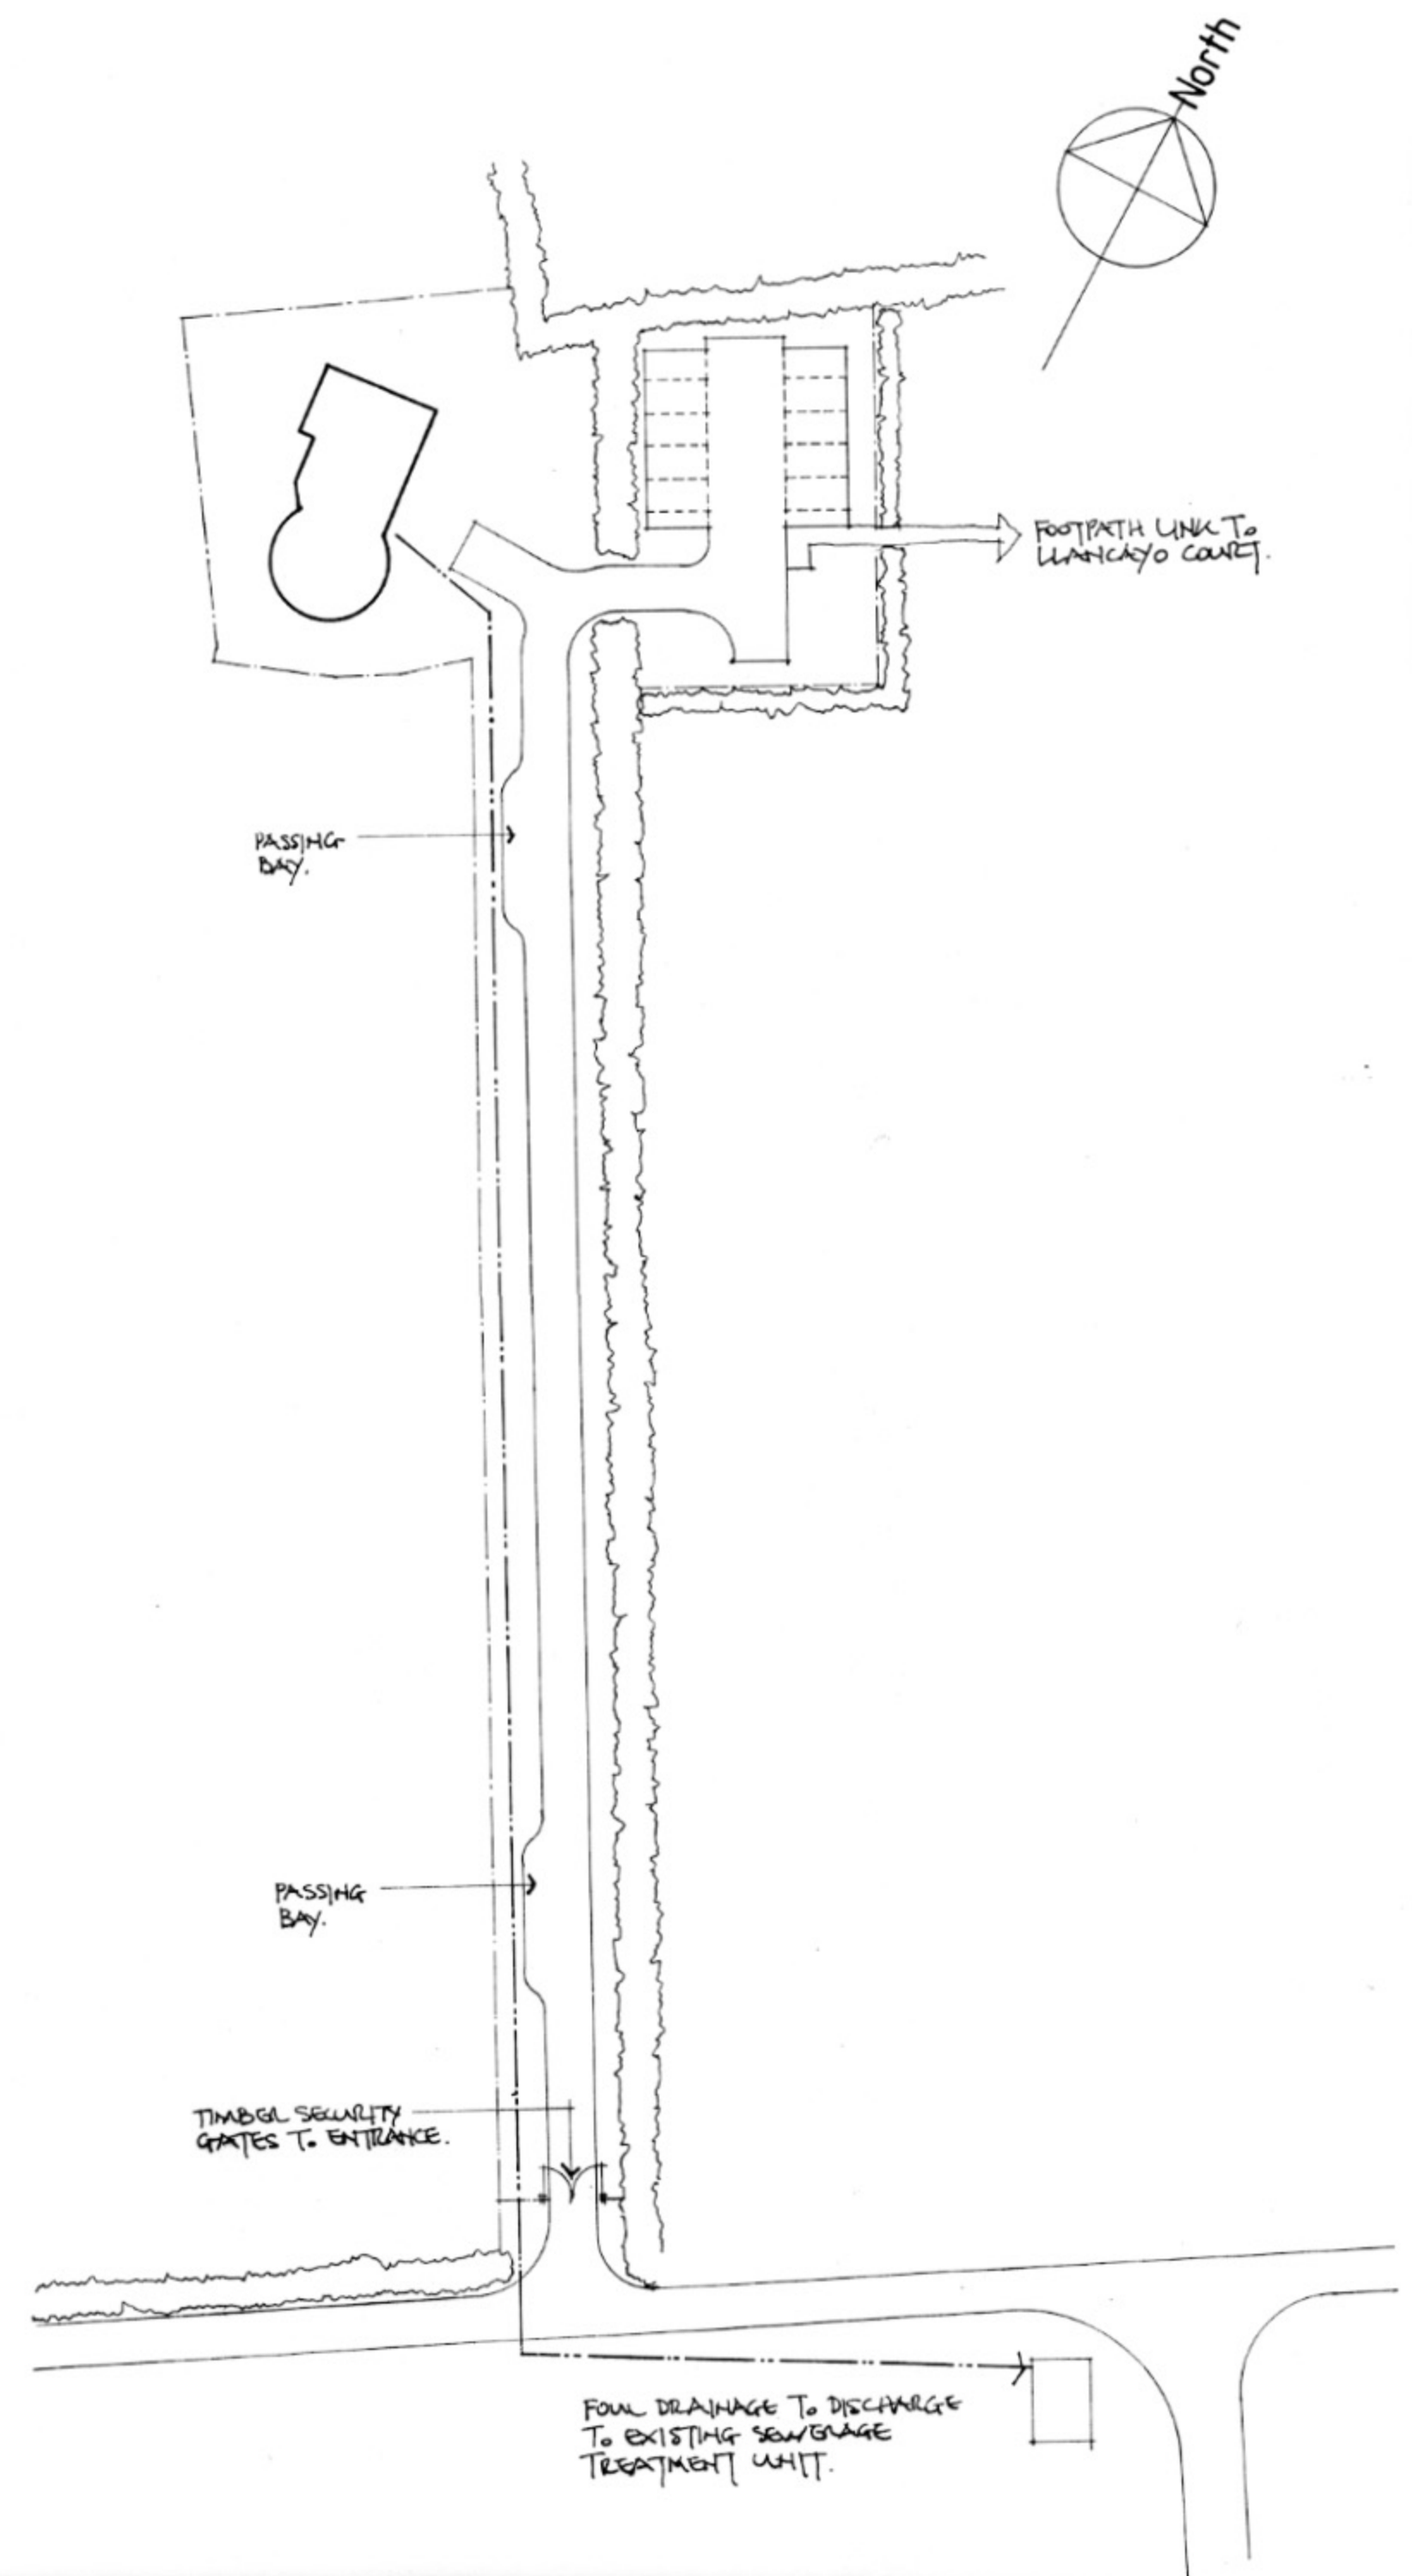 North
FOOTPATH LINK TO
LLANCAYO COURT.
PASSING
BAY.
PASSING
BAY.
TIMBER SECURITY
GATES TO ENTRANCE.
FOUL DRAINAGE TO DISCHARGE
TO EXISTING SEWERAGE
TREATMENT UNIT.